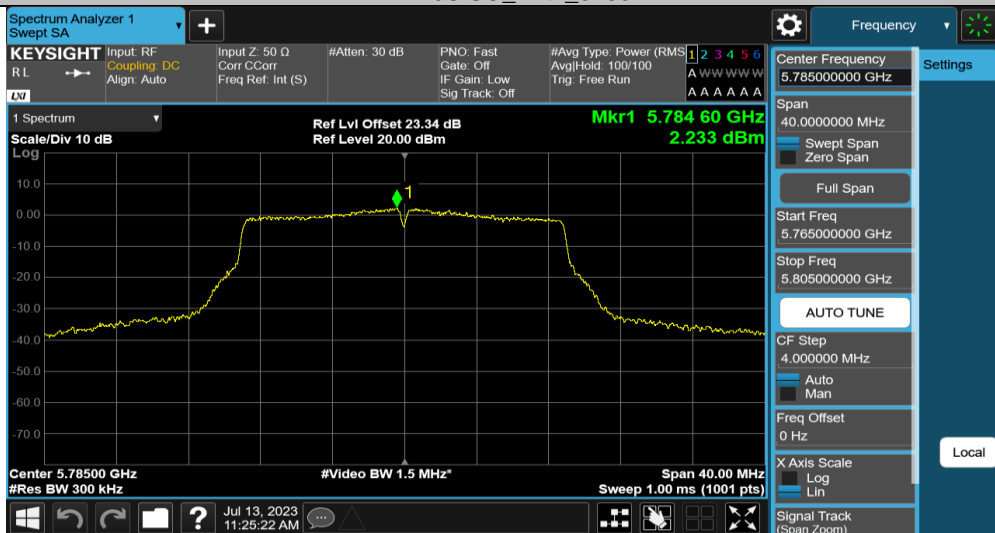 Spectrum Analyzer 1
Swept SA
+
Frequency
KEYSIGHT
R L
LXI
Input: RF
Coupling: DC
Align: Auto
Input Z: 50 Ω
Corr CCorr
Freq Ref: Int (S)
#Atten: 30 dB
PNO: Fast
Gate: Off
IF Gain: Low
Sig Track: Off
#Avg Type: Power (RMS
Avg|Hold: 100/100
Trig: Free Run
1 2 3 4 5 6
A W W W W W
A A A A A A
1 Spectrum
Scale/Div 10 dB
Log
Ref Lvl Offset 23.34 dB
Ref Level 20.00 dBm
Mkr1 5.784 60 GHz
2.233 dBm
1
10.0
0.00
-10.0
-20.0
-30.0
-40.0
-50.0
-60.0
-70.0
Center 5.78500 GHz
#Res BW 300 kHz
#Video BW 1.5 MHz*
Span 40.00 MHz
Sweep 1.00 ms (1001 pts)
?
Jul 13, 2023
11:25:22 AM
Center Frequency
5.785000000 GHz
Span
40.0000000 MHz
Swept Span
Zero Span
Full Span
Start Freq
5.765000000 GHz
Stop Freq
5.805000000 GHz
AUTO TUNE
CF Step
4.000000 MHz
Auto
Man
Freq Offset
0 Hz
X Axis Scale
Log
Lin
Signal Track
(Span Zoom)
Settings
Local